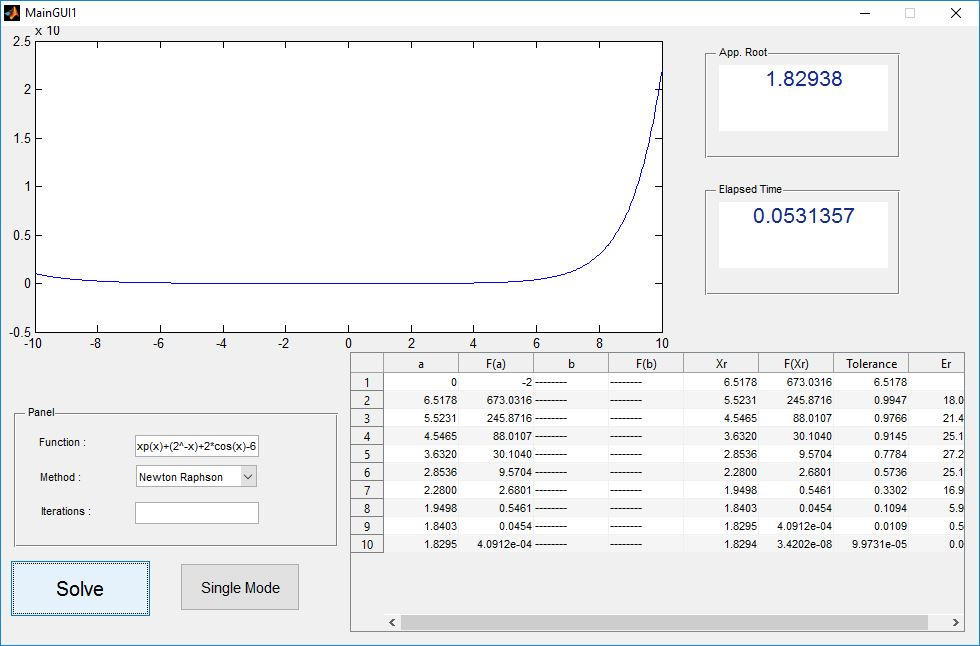 MainGUI1
x 10
2.5
2
1.5
1
0.5
0
-0.5
-10 -8 -6 -4 -2 0 2 4 6 8 10
App. Root
1.82938
Elapsed Time
0.0531357
a F(a) b F(b) Xr F(Xr) Tolerance Er
1 0 -2 -------- -------- 6.5178 673.0316 6.5178
2 6.5178 673.0316 -------- -------- 5.5231 245.8716 0.9947 18.0
3 5.5231 245.8716 -------- -------- 4.5465 88.0107 0.9766 21.4
4 4.5465 88.0107 -------- -------- 3.6320 30.1040 0.9145 25.1
5 3.6320 30.1040 -------- -------- 2.8536 9.5704 0.7784 27.2
6 2.8536 9.5704 -------- -------- 2.2800 2.6801 0.5736 25.1
7 2.2800 2.6801 -------- -------- 1.9498 0.5461 0.3302 16.9
8 1.9498 0.5461 -------- -------- 1.8403 0.0454 0.1094 5.9
9 1.8403 0.0454 -------- -------- 1.8295 4.0912e-04 0.0109 0.5
10 1.8295 4.0912e-04 -------- -------- 1.8294 3.4202e-08 9.9731e-05 0.0
Panel
Function : xp(x)+(2^-x)+2*cos(x)-6
Method : Newton Raphson
Iterations :
Solve
Single Mode